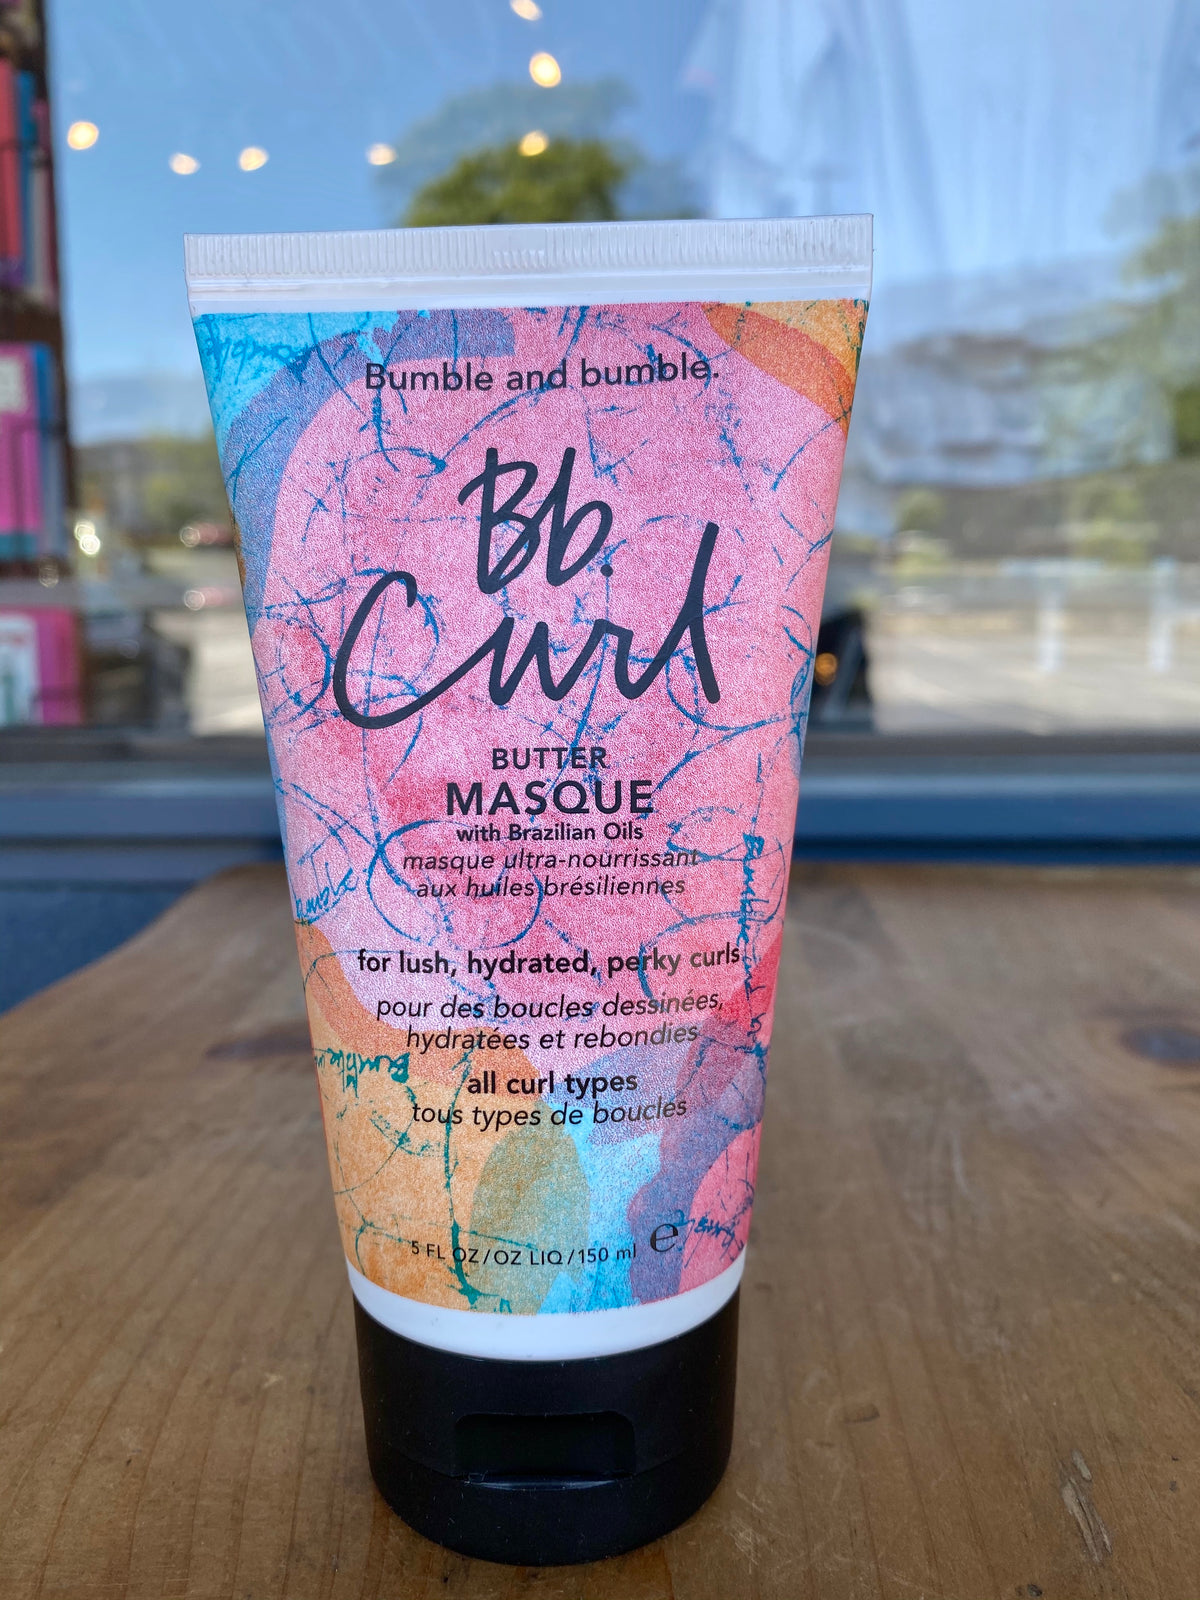 Bumble and bumble.
Bb.
Curl
BUTTER
MASQUE
with Brazilian Oils
masque ultra-nourrissant
aux huiles brésiliennes
for lush, hydrated, perky curls
pour des boucles dessinées,
hydratées et rebondies
all curl types
tous types de boucles
5 FL OZ/OZ LIQ/150 ml e